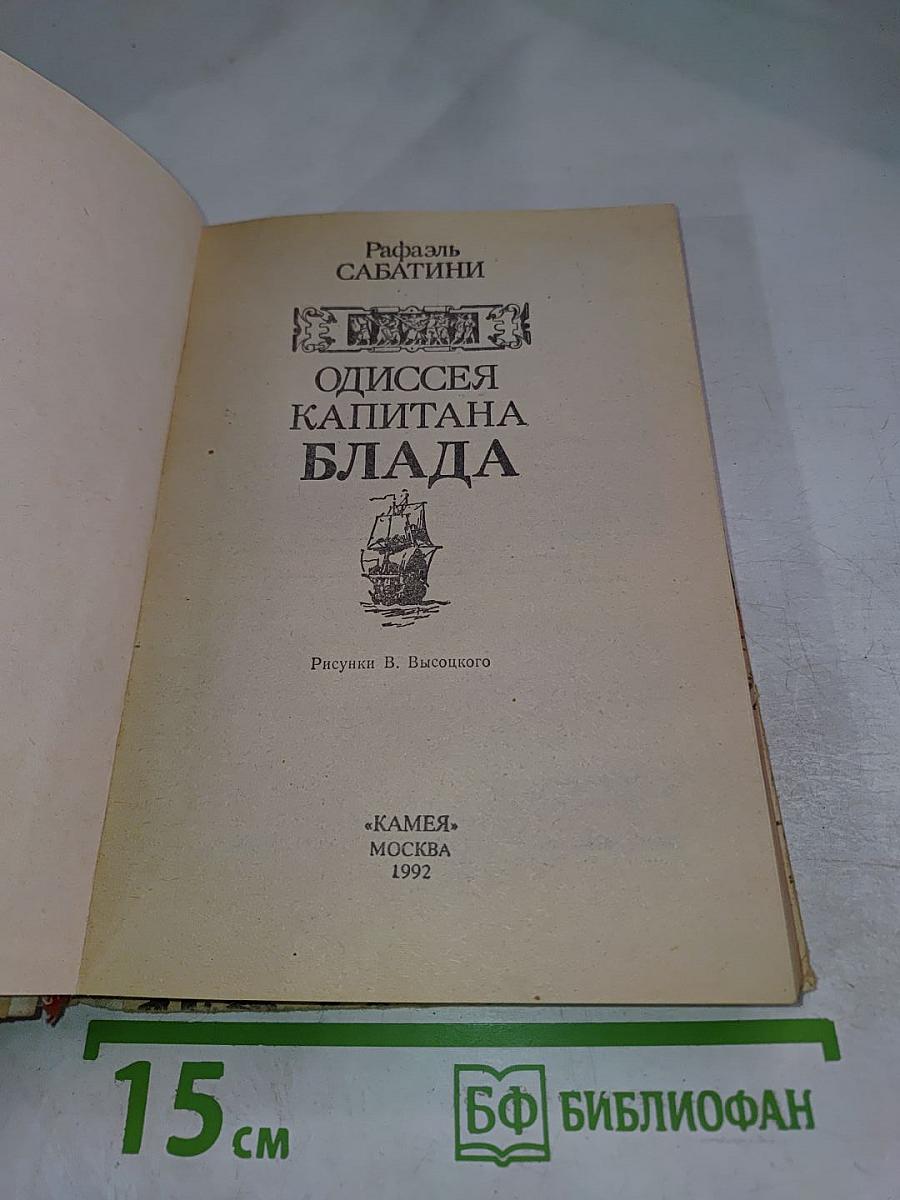 Рафаэль
САБАТИНИ
ОДИССЕЯ
КАПИТАНА
БЛАДА
Рисунки В. Высоцкого
«КАМЕЯ»
МОСКВА
1992
15 см
БФ БИБЛИОФАН